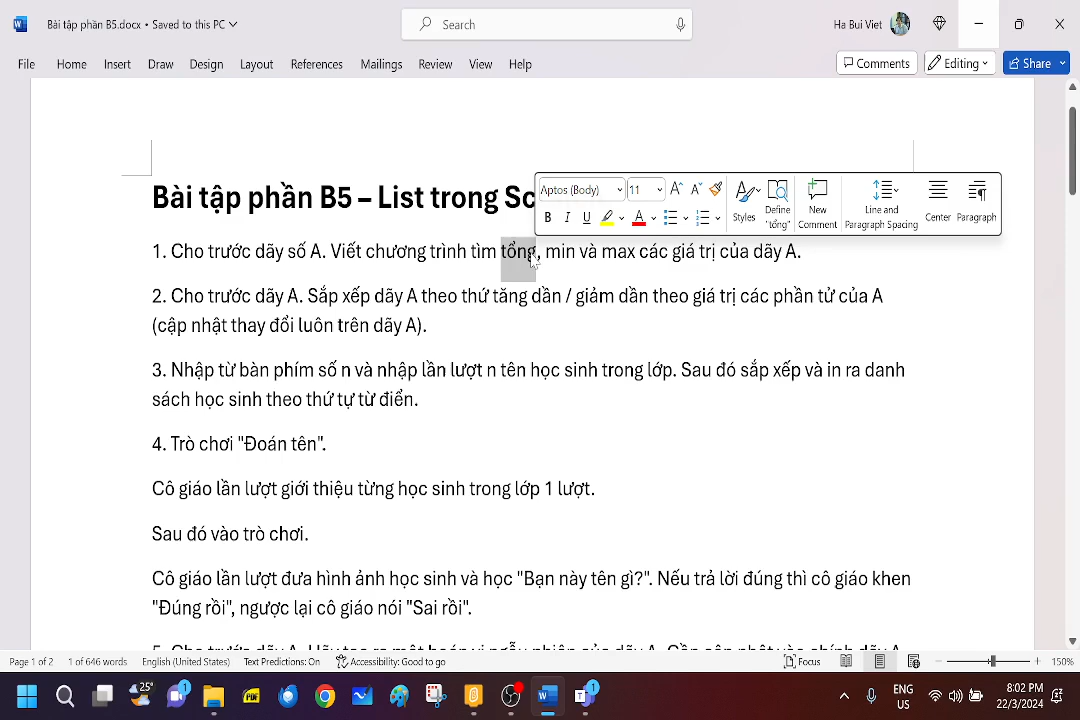 Bài tập phần B5.docx • Saved to this PC
Search
Ha Bui Viet
File Home Insert Draw Design Layout References Mailings Review View Help
Comments Editing Share
Bài tập phần B5 – List trong Sc
Aptos (Body) 11
B I U A
Styles
Define "tổng"
New Comment
Line and Paragraph Spacing
Center
Paragraph
1. Cho trước dãy số A. Viết chương trình tìm tổng, min và max các giá trị của dãy A.
2. Cho trước dãy A. Sắp xếp dãy A theo thứ tăng dần / giảm dần theo giá trị các phần tử của A
(cập nhật thay đổi luôn trên dãy A).
3. Nhập từ bàn phím số n và nhập lần lượt n tên học sinh trong lớp. Sau đó sắp xếp và in ra danh
sách học sinh theo thứ tự từ điển.
4. Trò chơi "Đoán tên".
Cô giáo lần lượt giới thiệu từng học sinh trong lớp 1 lượt.
Sau đó vào trò chơi.
Cô giáo lần lượt đưa hình ảnh học sinh và học "Bạn này tên gì?". Nếu trả lời đúng thì cô giáo khen
"Đúng rồi", ngược lại cô giáo nói "Sai rồi".
Page 1 of 2 1 of 646 words English (United States) Text Predictions: On Accessibility: Good to go Focus 150%
25° 1 PDF 1
ENG
US
8:02 PM
22/3/2024